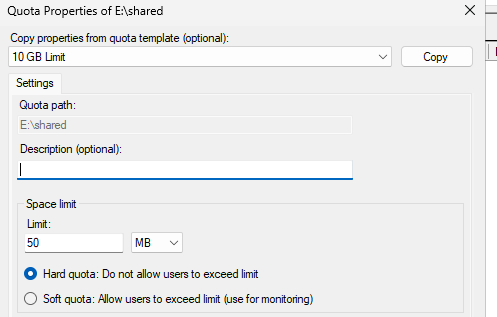 Quota Properties of E:\shared
Copy properties from quota template (optional):
10 GB Limit
Copy
Settings
Quota path:
E:\shared
Description (optional):
Space limit
Limit:
50
MB
Hard quota: Do not allow users to exceed limit
Soft quota: Allow users to exceed limit (use for monitoring)